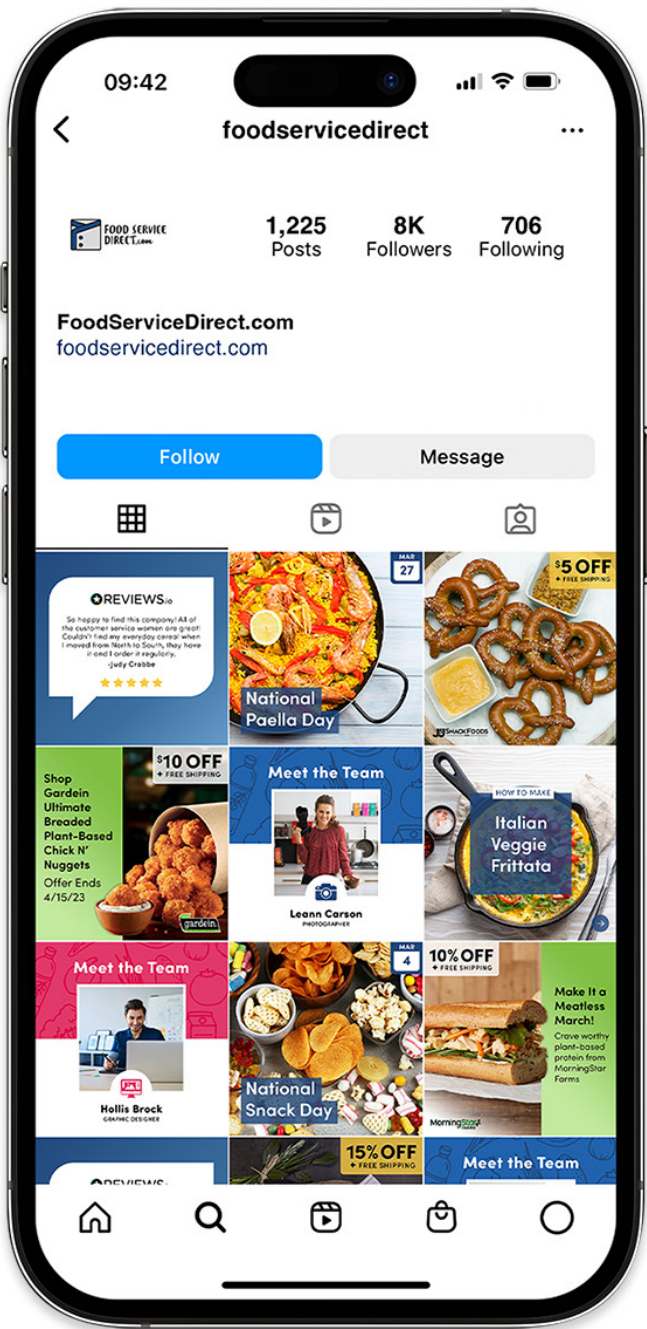 09:42
foodservicedirect
FOOD SERVICE
DIRECT.com
1,225
Posts
8K
Followers
706
Following
FoodServiceDirect.com
foodservicedirect.com
Follow
Message
REVIEWS.io
So happy to find this company! All of
the customer service women are great!
Couldn't find my everyday cereal when
I moved from North to South, they have
it and I order it regularly.
-Judy Crabbe
MAR
27
National
Paella Day
$5 OFF
+ FREE SHIPPING
J&J SNACK FOODS
Shop
Gardein
Ultimate
Breaded
Plant-Based
Chick N'
Nuggets
Offer Ends
4/15/23
$10 OFF
+ FREE SHIPPING
gardein
Meet the Team
Leann Carson
PHOTOGRAPHER
HOW TO MAKE
Italian
Veggie
Frittata
Meet the Team
Hollis Brock
GRAPHIC DESIGNER
MAR
4
National
Snack Day
10% OFF
+ FREE SHIPPING
Make It a
Meatless
March!
Crave worthy
plant-based
protein from
MorningStar
Farms
MorningStar
FARMS
REVIEWS.io
15% OFF
+ FREE SHIPPING
Meet the Team